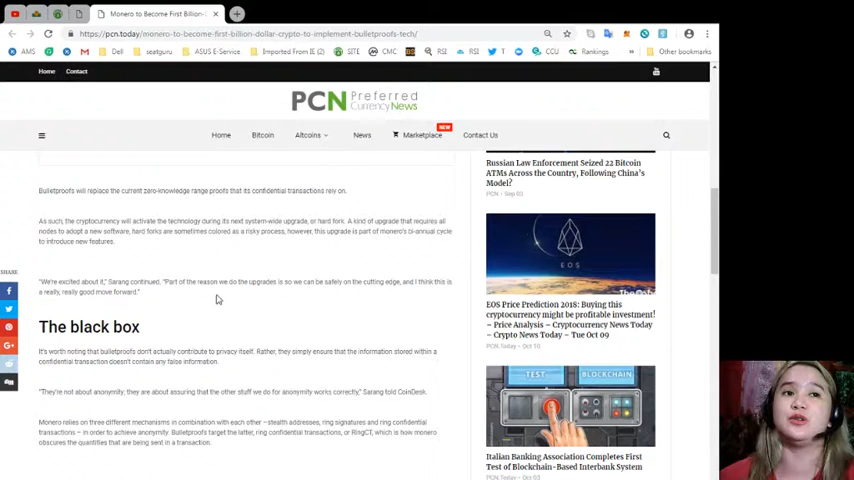 Monero to Become First Billion-
https://pcn.today/monero-to-become-first-billion-dollar-crypto-to-implement-bulletproofs-tech/
AMS
Dell
seatguru
ASUS E-Service
Imported From IE (2)
SITE
CMC
BS
RSI
RSI
T
CCU
Rankings
Other bookmarks
Home Contact
PCN Preferred
Currency News
NEW
Home Bitcoin Altcoins News Marketplace Contact Us
Russian Law Enforcement Seized 22 Bitcoin
ATMs Across the Country, Following China's
Model?
PCN - Sep 03
Bulletproofs will replace the current zero-knowledge range proofs that its confidential transactions rely on.
As such, the cryptocurrency will activate the technology during its next system-wide upgrade, or hard fork. A kind of upgrade that requires all
nodes to adopt a new software, hard forks are sometimes colored as a risky process, however, this upgrade is part of monero's bi-annual cycle
to introduce new features.
"We're excited about it," Sarang continued. "Part of the reason we do the upgrades is so we can be safely on the cutting edge, and I think this is
a really, really good move forward."
SHARE
The black box
It's worth noting that bulletproofs don't actually contribute to privacy itself. Rather, they simply ensure that the information stored within a
confidential transaction doesn't contain any false information.
"They're not about anonymity; they are about assuring that the other stuff we do for anonymity works correctly," Sarang told CoinDesk.
Monero relies on three different mechanisms in combination with each other –stealth addresses, ring signatures and ring confidential
transactions – in order to achieve anonymity. Bulletproofs target the latter, ring confidential transactions, or RingCT, which is how monero
obscures the quantities that are being sent in a transaction.
EOS
EOS Price Prediction 2018: Buying this
cryptocurrency might be profitable investment!
– Price Analysis – Cryptocurrency News Today
– Crypto News Today – Tue Oct 09
PCN.Today - Oct 10
TEST BLOCKCHAIN
Italian Banking Association Completes First
Test of Blockchain-Based Interbank System
PCN.Today - Oct 03